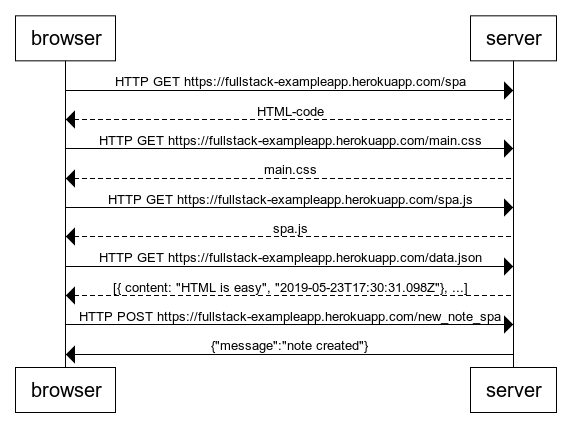 browser
server
HTTP GET https://fullstack-exampleapp.herokuapp.com/spa
HTML-code
HTTP GET https://fullstack-exampleapp.herokuapp.com/main.css
main.css
HTTP GET https://fullstack-exampleapp.herokuapp.com/spa.js
spa.js
HTTP GET https://fullstack-exampleapp.herokuapp.com/data.json
[{ content: "HTML is easy", "2019-05-23T17:30:31.098Z"}, ...]
HTTP POST https://fullstack-exampleapp.herokuapp.com/new_note_spa
{"message":"note created"}
browser
server